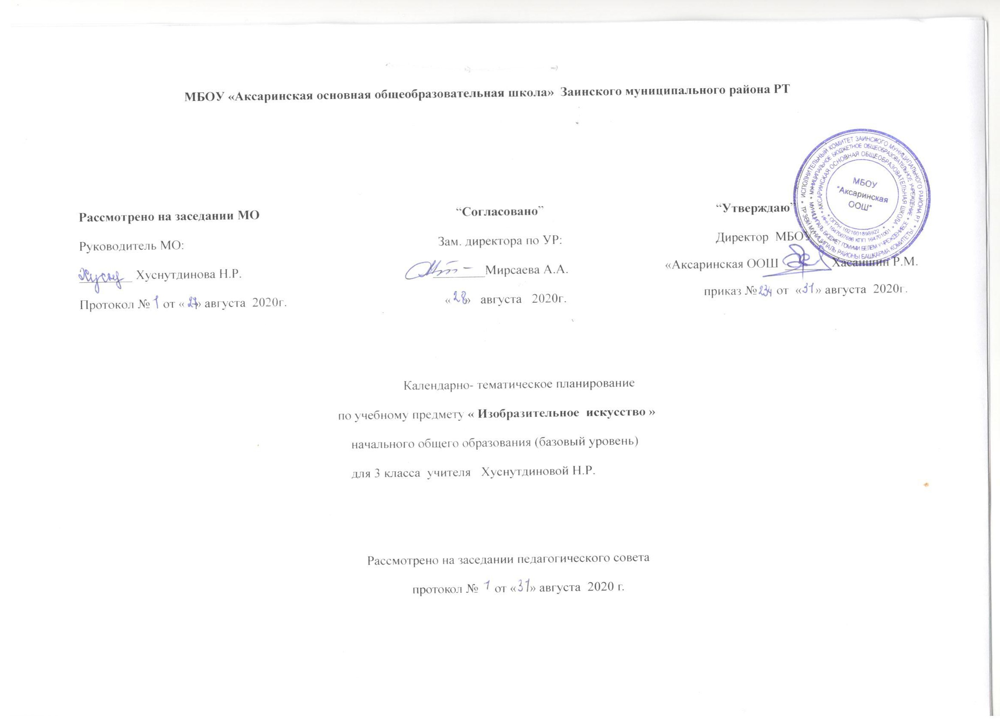 МБОУ «Аксаринская основная общеобразовательная школа» Заинского муниципального района РТ
Рассмотрено на заседании МО
Руководитель МО:
Хусну Хуснутдинова Н.Р.
Протокол № 1 от «27» августа 2020г.
“Согласовано”
Зам. директора по УР:
Мирсаева А.А.
«28» августа 2020г.
“Утверждаю”
Директор МБОУ
«Аксаринская ООШ Хасаншин Р.М.
приказ №234 от «31» августа 2020г.
ИСПОЛНИТЕЛЬНЫЙ КОМИТЕТ ЗАИНСКОГО МУНИЦИПАЛЬНОГО РАЙОНА РТ *
ТР ЗӘЙ МУНИЦИПАЛЬ РАЙОНЫ БАШКАРМА КОМИТЕТЫ *
МУНИЦИПАЛЬНОЕ БЮДЖЕТНОЕ ОБЩЕОБРАЗОВАТЕЛЬНОЕ УЧРЕЖДЕНИЕ *
МУНИЦИПАЛЬ БЮДЖЕТ ГОМУМИ БЕЛЕМ УЧРЕЖДЕНИЕСЕ *
АКСАРИНСКАЯ ОСНОВНАЯ ОБЩЕОБРАЗОВАТЕЛЬНАЯ ШКОЛА *
ИНН 1647007686 КПП 164701001 *
* ОГРН 1021601898922 *
МБОУ
"Аксаринская
ООШ"
Календарно- тематическое планирование
по учебному предмету « Изобразительное искусство »
начального общего образования (базовый уровень)
для 3 класса учителя Хуснутдиновой Н.Р.
Рассмотрено на заседании педагогического совета
протокол № 1 от «31» августа 2020 г.